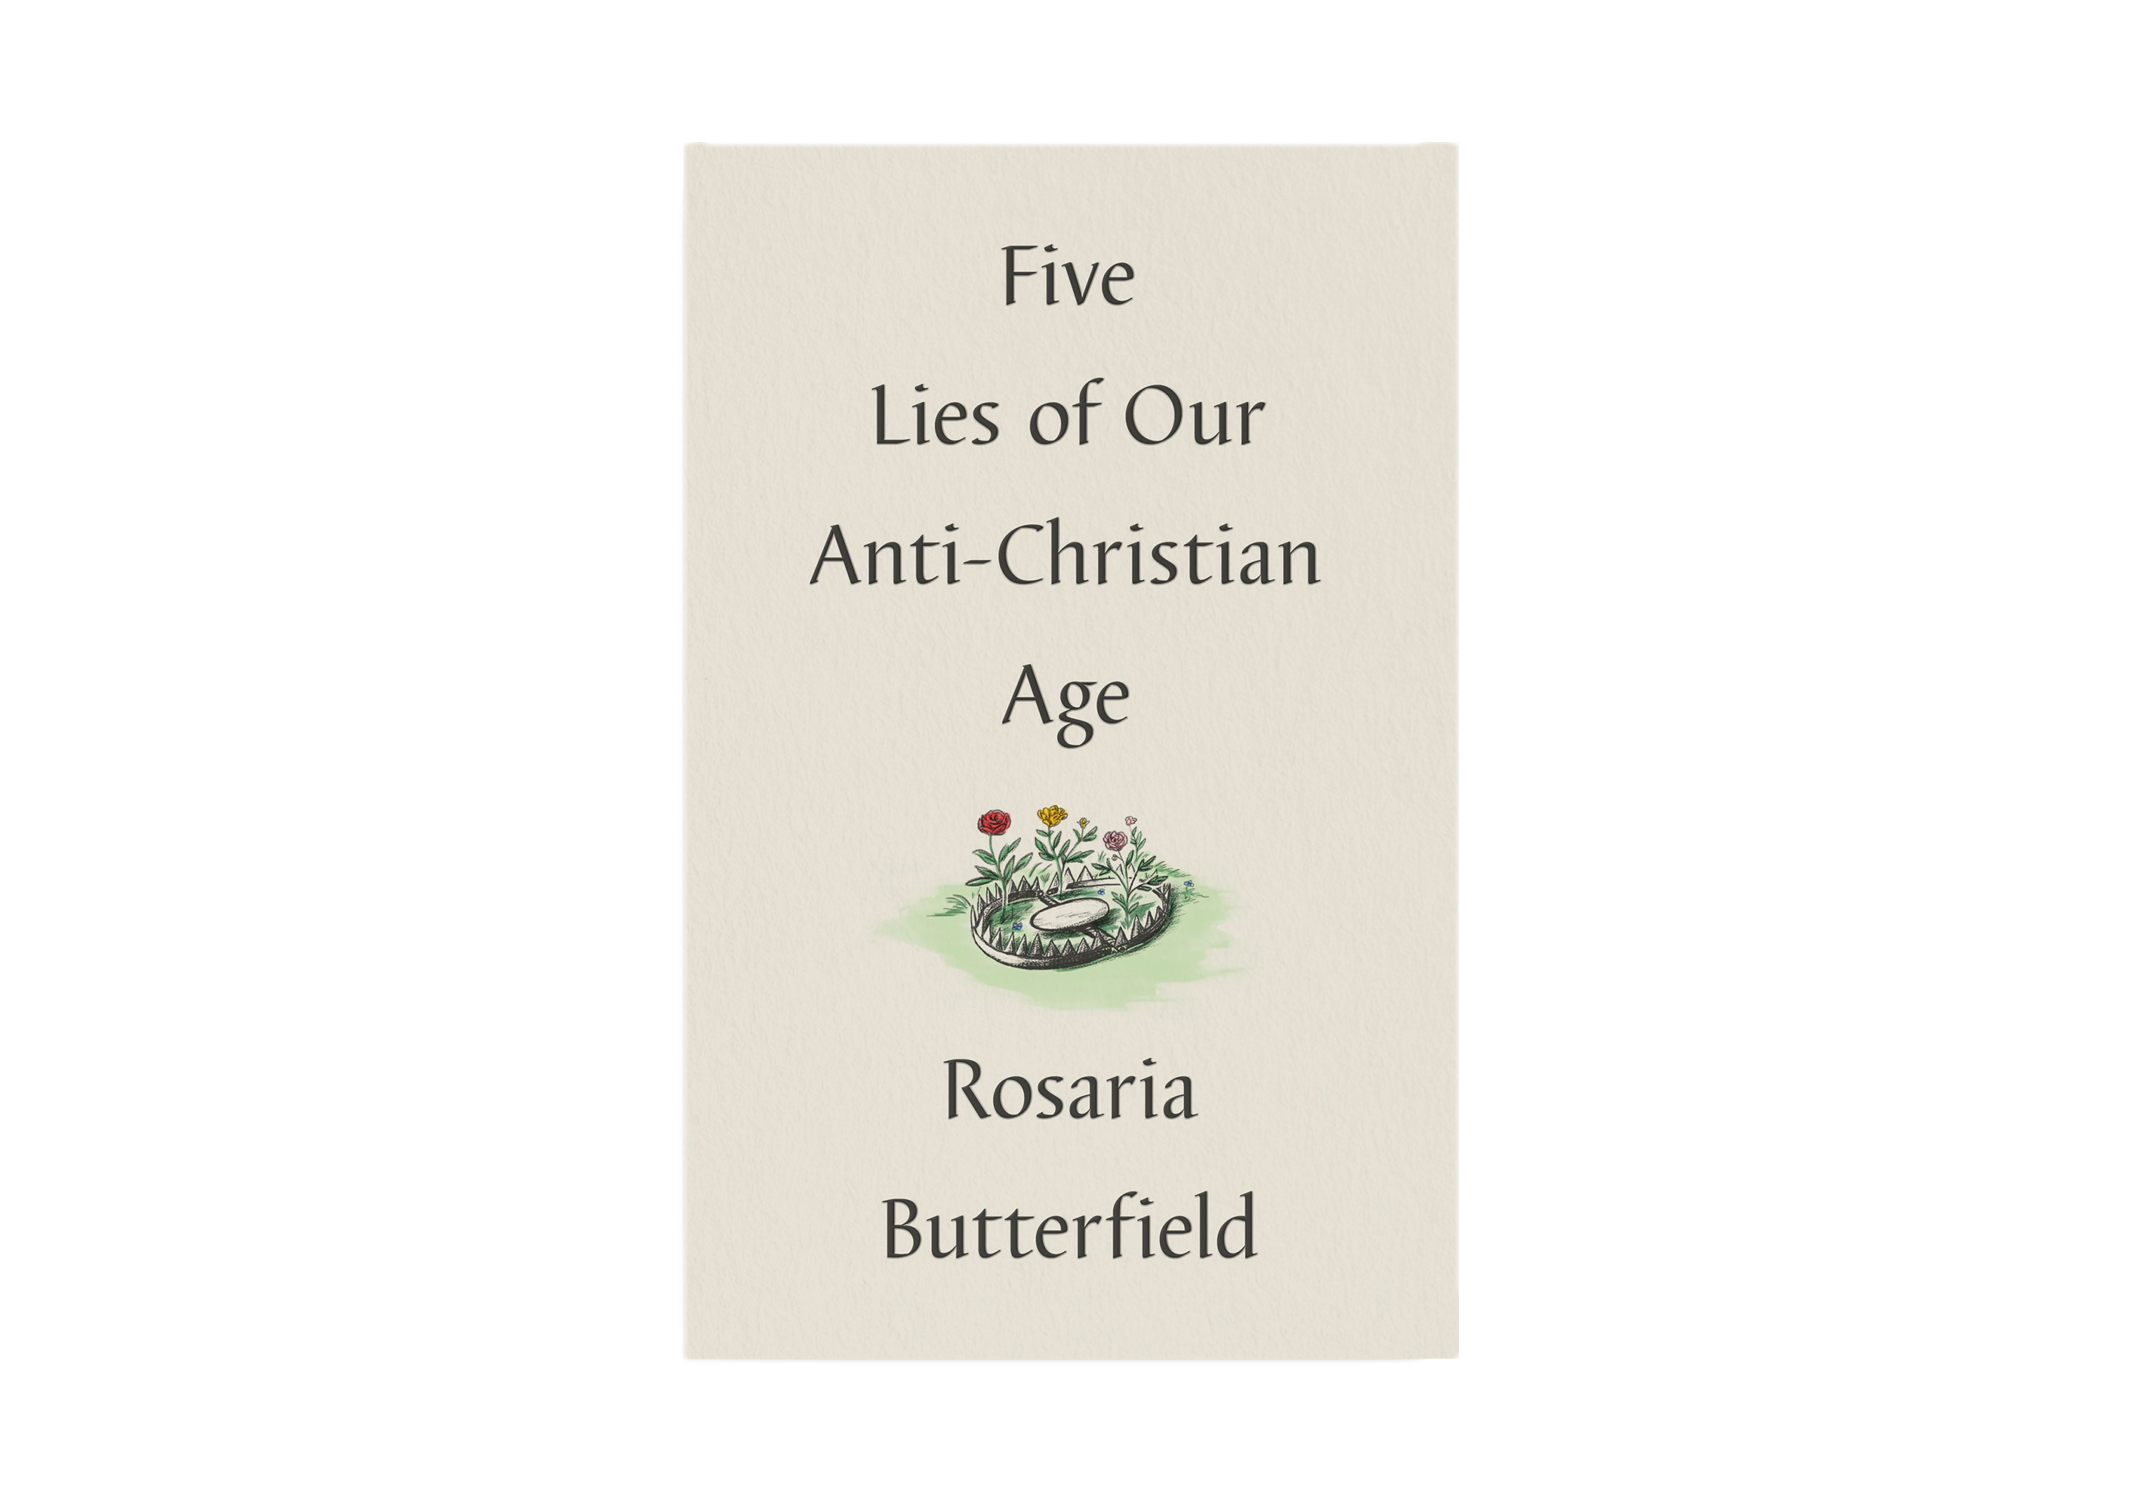 Five
Lies of Our
Anti-Christian
Age
Rosaria
Butterfield